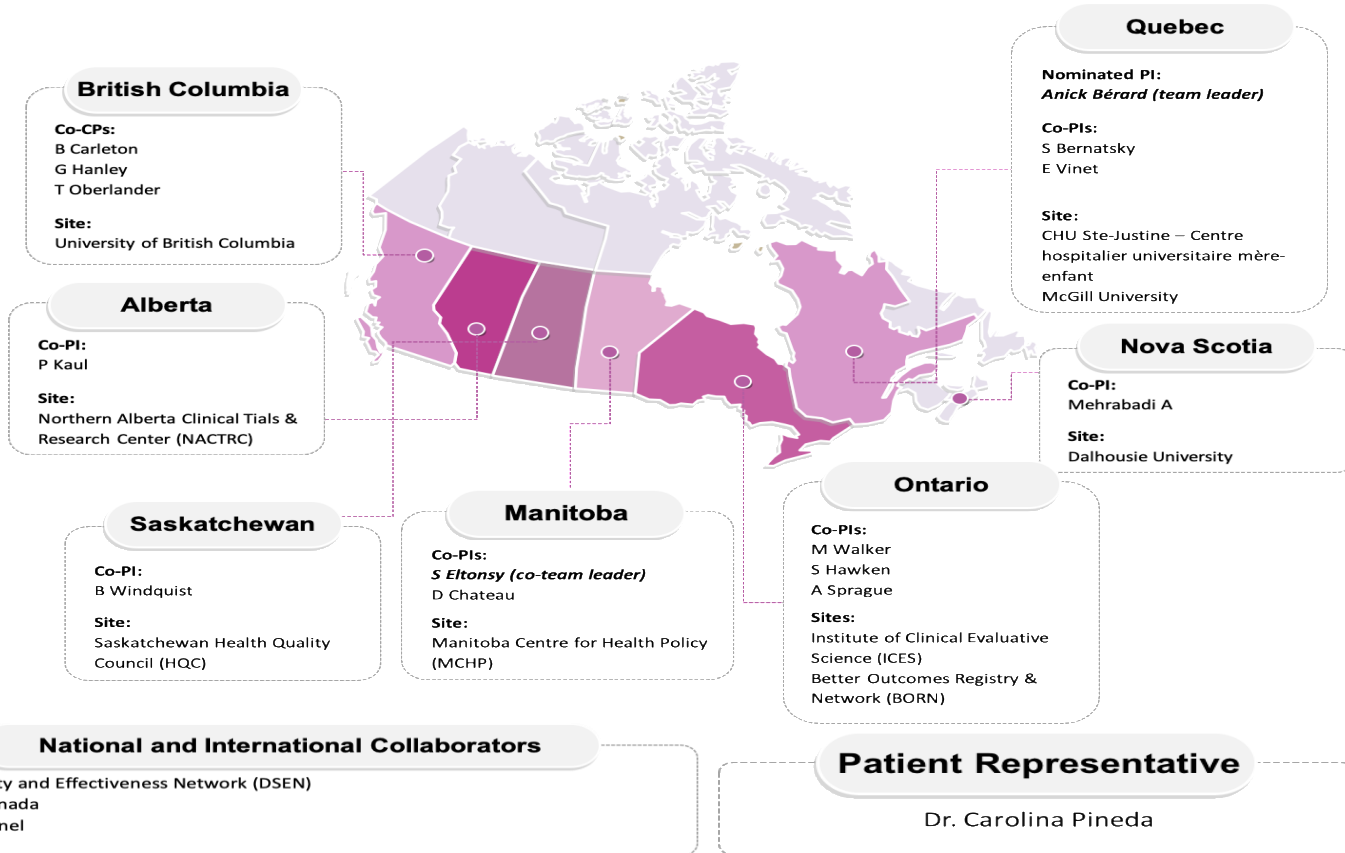 British Columbia
Co-CPs:
B Carleton
G Hanley
T Oberlander
Site:
University of British Columbia
Alberta
Co-PI:
P Kaul
Site:
Northern Alberta Clinical Tials &
Research Center (NACTRC)
Saskatchewan
Co-PI:
B Windquist
Site:
Saskatchewan Health Quality
Council (HQC)
Manitoba
Co-PIs:
S Eltonsy (co-team leader)
D Chateau
Site:
Manitoba Centre for Health Policy
(MCHP)
Ontario
Co-PIs:
M Walker
S Hawken
A Sprague
Sites:
Institute of Clinical Evaluative
Science (ICES)
Better Outcomes Registry &
Network (BORN)
Quebec
Nominated PI:
Anick Bérard (team leader)
Co-PIs:
S Bernatsky
E Vinet
Site:
CHU Ste-Justine – Centre
hospitalier universitaire mère-
enfant
McGill University
Nova Scotia
Co-PI:
Mehrabadi A
Site:
Dalhousie University
National and International Collaborators
ty and Effectiveness Network (DSEN)
nada
nel
Patient Representative
Dr. Carolina Pineda